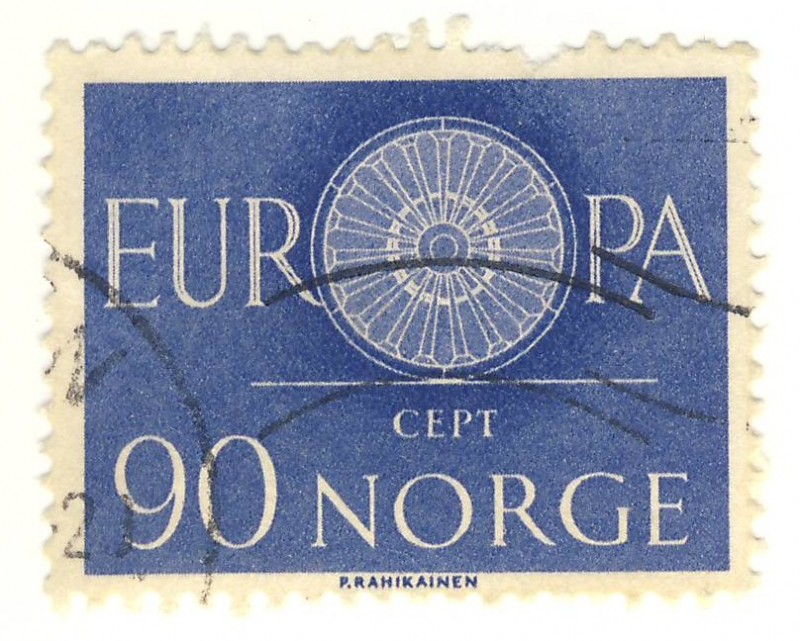 EUROPA
CEPT
90 NORGE
P.RAHIKAINEN